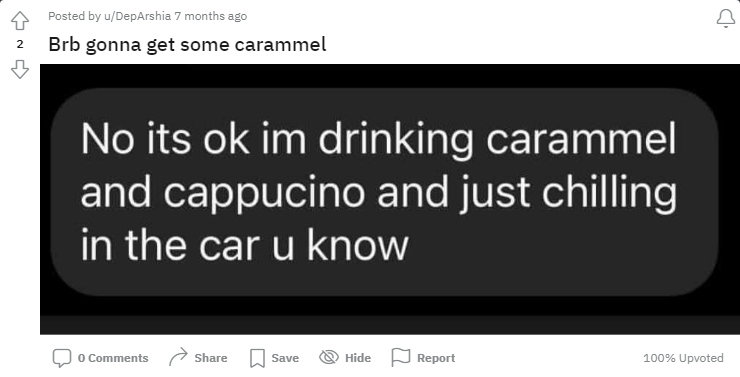 Posted by u/DepArshia 7 months ago
2
Brb gonna get some carammel
No its ok im drinking carammel
and cappucino and just chilling
in the car u know
0 Comments Share Save Hide Report 100% Upvoted